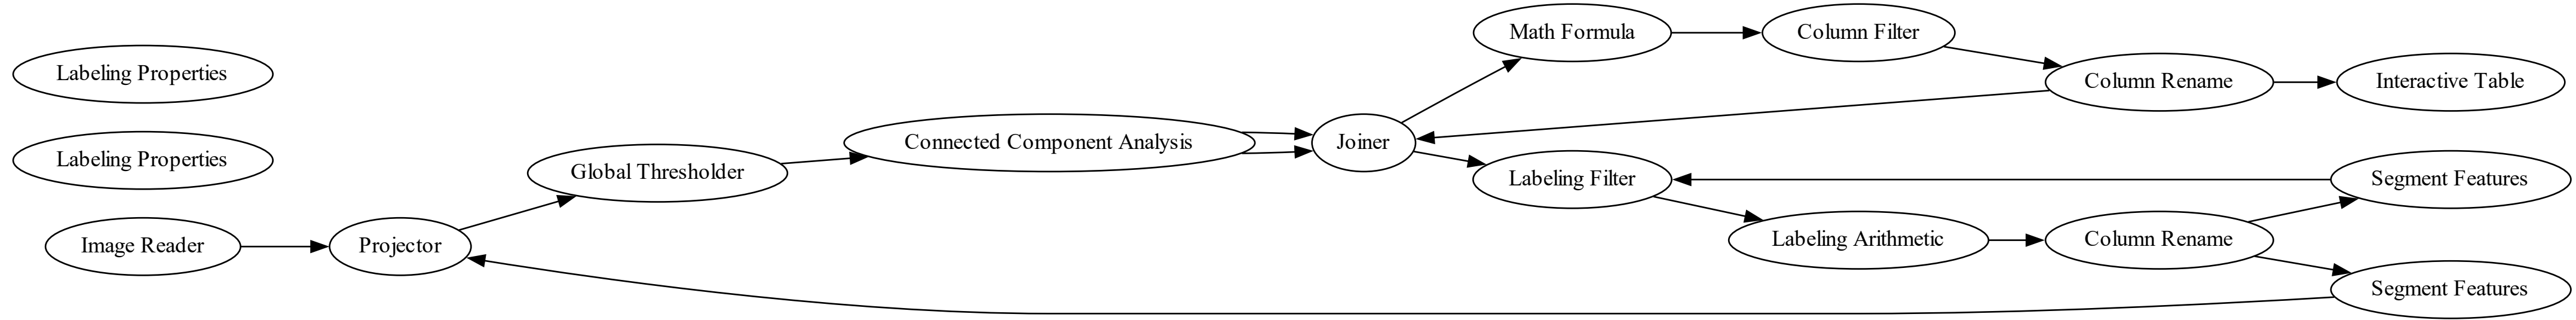 Labeling Properties
Labeling Properties
Image Reader
Projector
Global Thresholder
Connected Component Analysis
Joiner
Math Formula
Column Filter
Column Rename
Interactive Table
Labeling Filter
Labeling Arithmetic
Column Rename
Segment Features
Segment Features